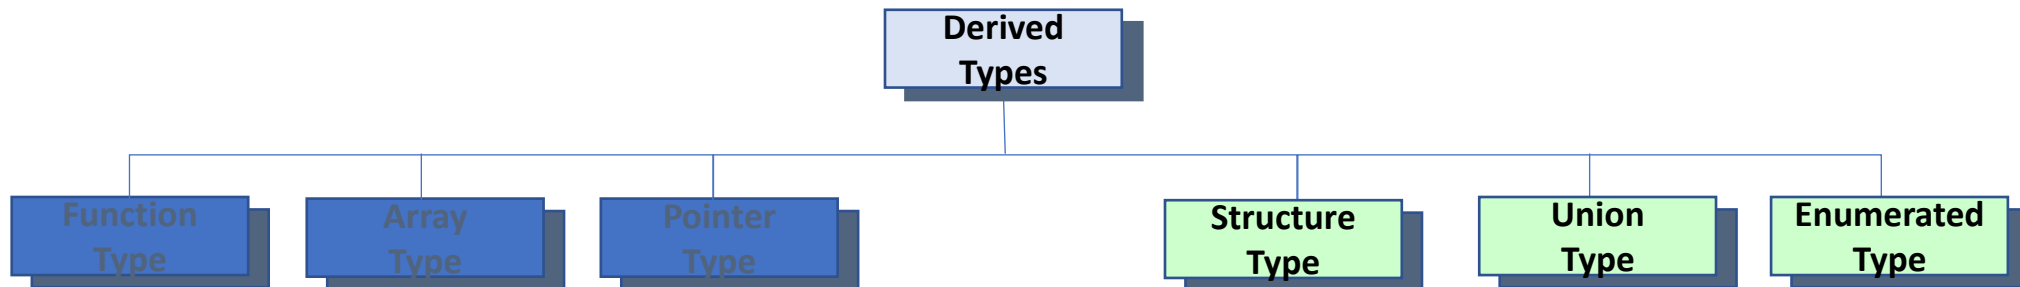 Derived
Types
Function
Type
Array
Type
Pointer
Type
Structure
Type
Union
Type
Enumerated
Type